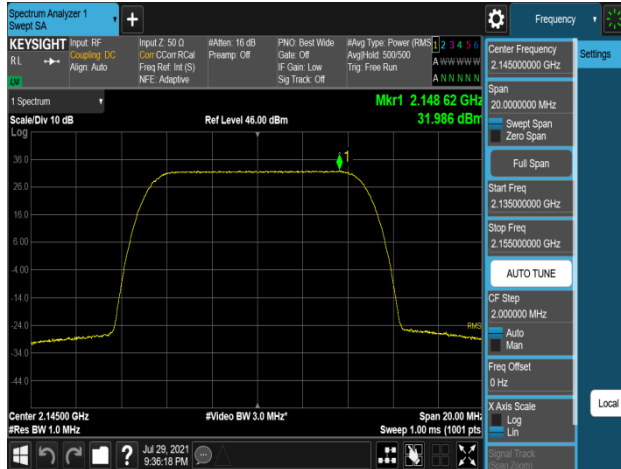 Spectrum Analyzer 1
Swept SA
+
Frequency
KEYSIGHT
Input: RF
Input Z: 50 Ω
#Atten: 16 dB
PNO: Best Wide
#Avg Type: Power (RMS
1 2 3 4 5 6
RL
Coupling: DC
Corr CCorr RCal
Preamp: Off
Gate: Off
Avg|Hold: 500/500
A W W W W W
Align: Auto
Freq Ref: Int (S)
IF Gain: Low
Trig: Free Run
NFE: Adaptive
Sig Track: Off
A N N N N N
1 Spectrum
Mkr1 2.148 62 GHz
Scale/Div 10 dB
Ref Level 46.00 dBm
31.986 dBm
Log
36.0
26.0
16.0
6.00
-4.00
-14.0
-24.0
-34.0
-44.0
1
RMS
Center 2.14500 GHz
#Video BW 3.0 MHz*
Span 20.00 MHz
#Res BW 1.0 MHz
Sweep 1.00 ms (1001 pts
Jul 29, 2021
9:36:18 PM
?
Center Frequency
2.145000000 GHz
Settings
Span
20.0000000 MHz
Swept Span
Zero Span
Full Span
Start Freq
2.135000000 GHz
Stop Freq
2.155000000 GHz
AUTO TUNE
CF Step
2.000000 MHz
Auto
Man
Freq Offset
0 Hz
X Axis Scale
Log
Lin
Local
Signal Track
(Span Zoom)